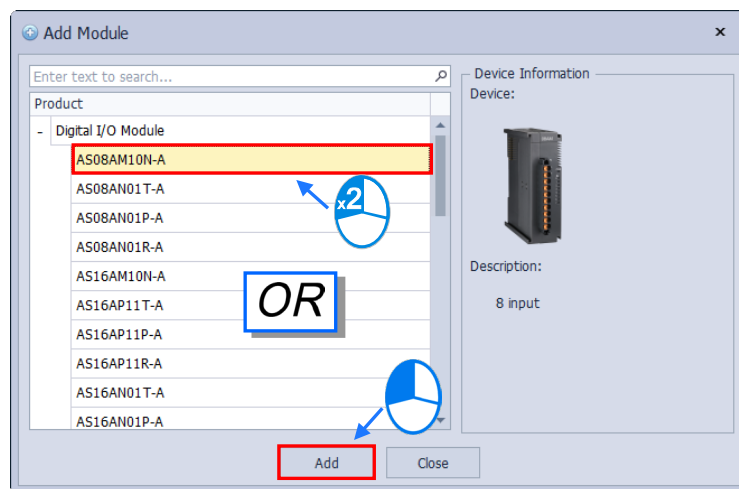 Add Module
Enter text to search...
Product
- Digital I/O Module
AS08AM10N-A
AS08AN01T-A
AS08AN01P-A
AS08AN01R-A
AS16AM10N-A
AS16AP11T-A
AS16AP11P-A
AS16AP11R-A
AS16AN01T-A
AS16AN01P-A
x2
OR
Device Information
Device:
Description:
8 input
Add
Close